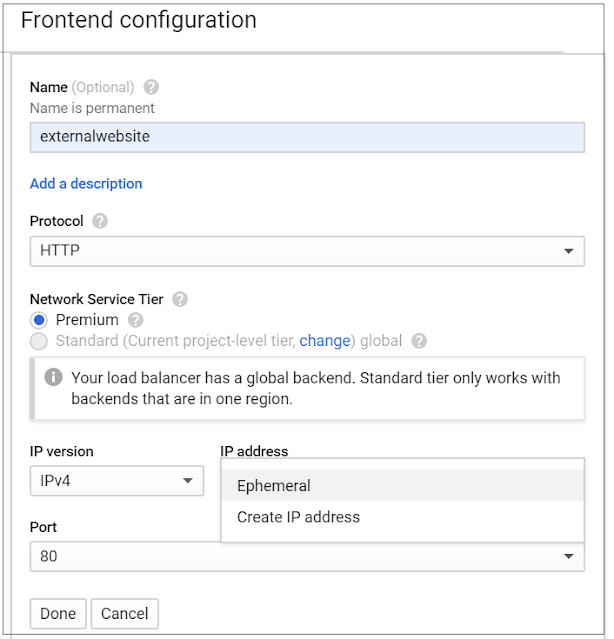 Frontend configuration
Name (Optional) ?
Name is permanent
externalwebsite
Add a description
Protocol ?
HTTP
Network Service Tier ?
Premium ?
Standard (Current project-level tier, change) global ?
Your load balancer has a global backend. Standard tier only works with
backends that are in one region.
IP version
IP address
IPv4
Ephemeral
Create IP address
Port
80
Done
Cancel